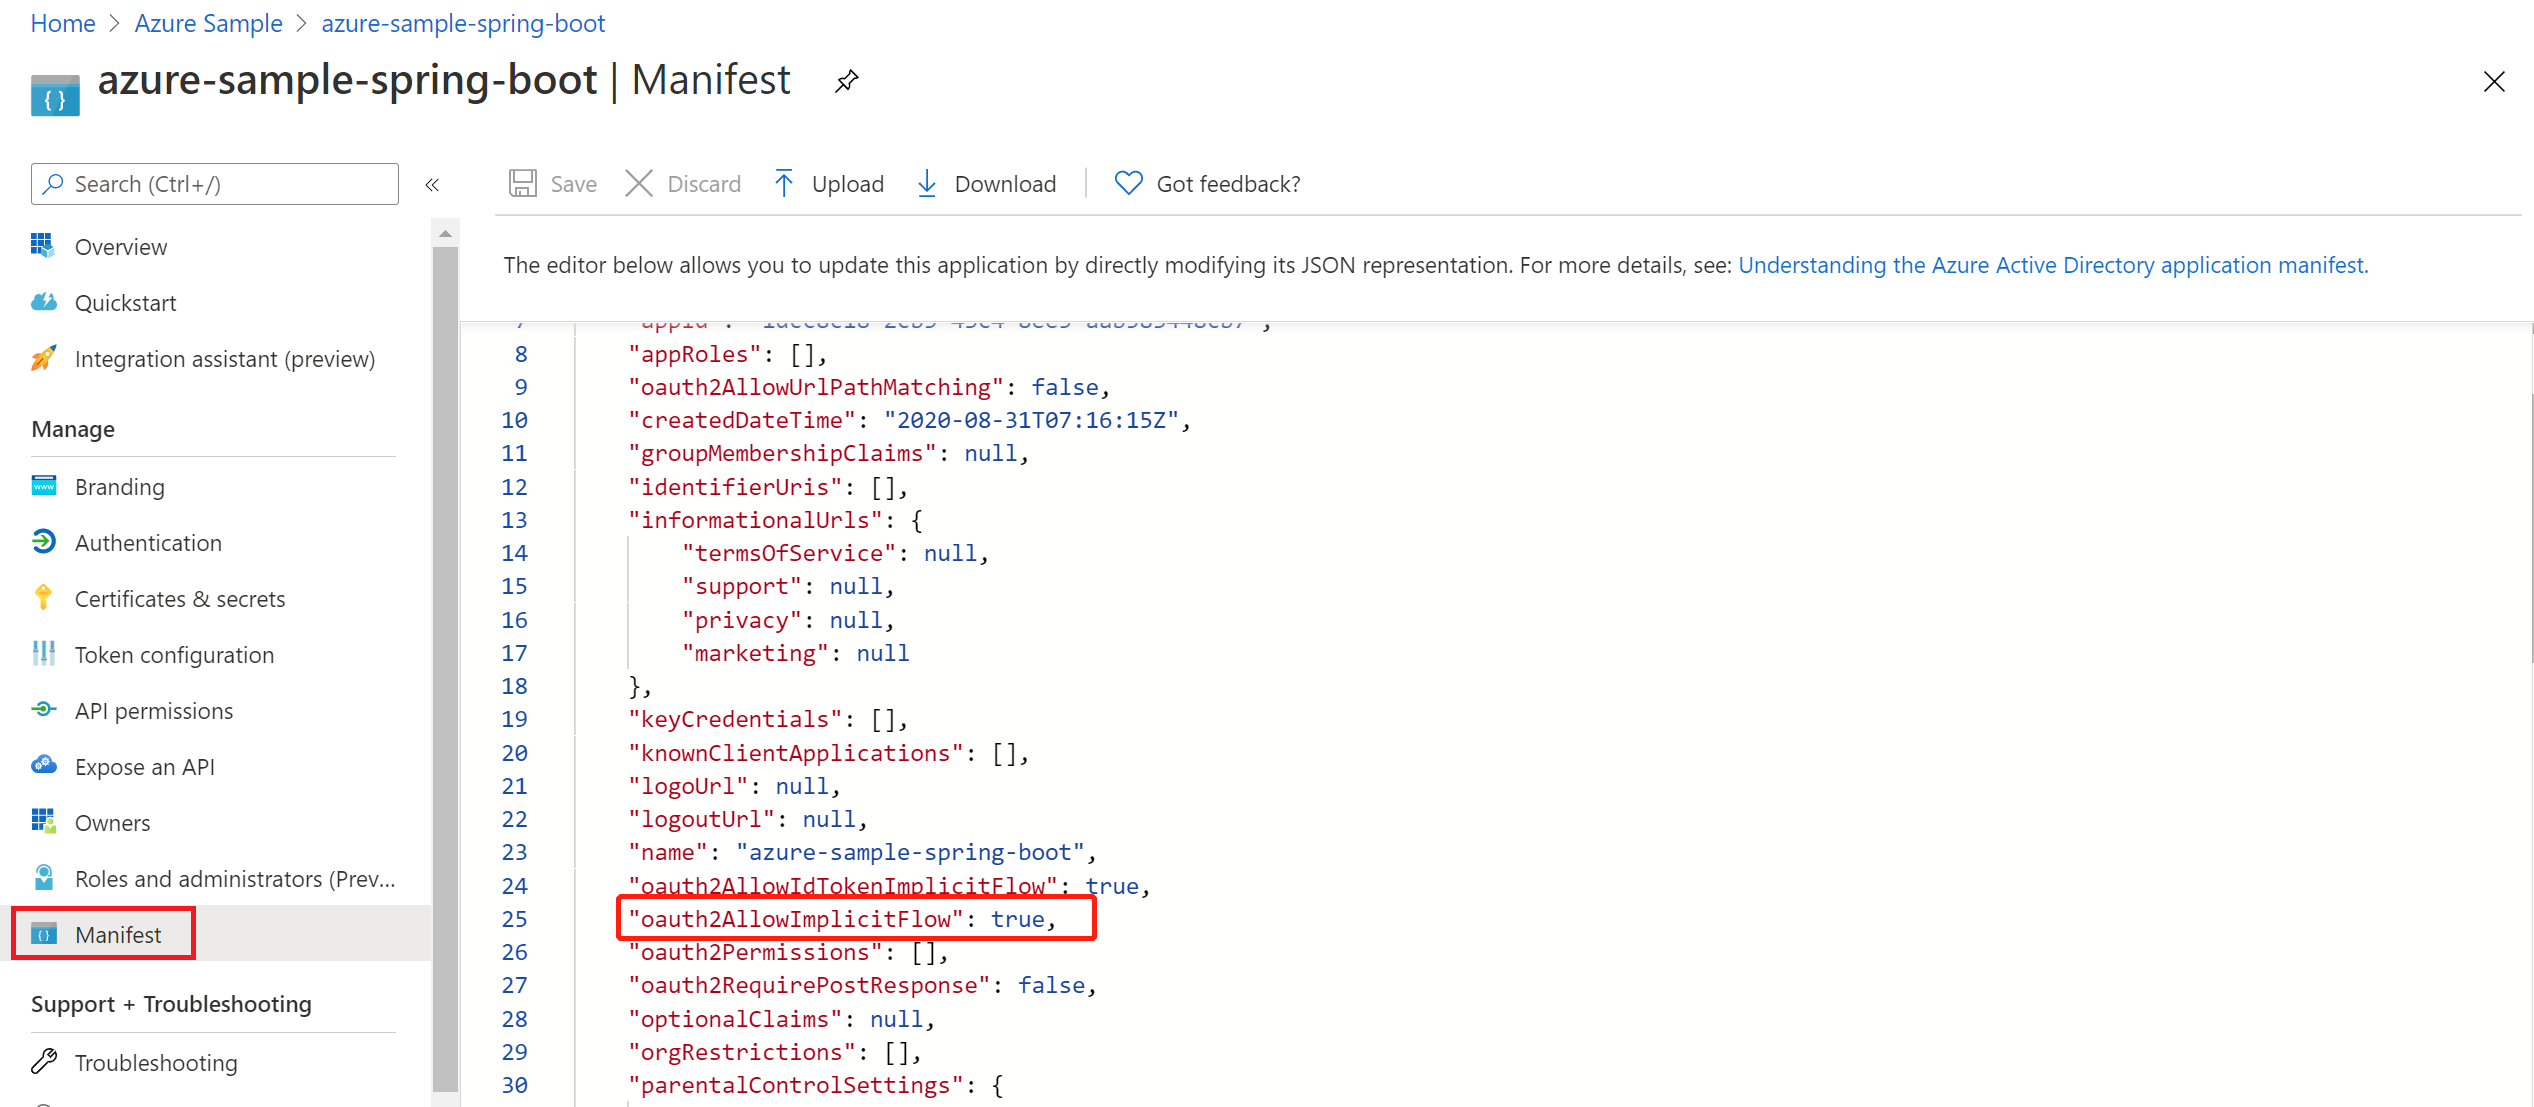 Home > Azure Sample > azure-sample-spring-boot
azure-sample-spring-boot | Manifest
Search (Ctrl+/)
«
Overview
Quickstart
Integration assistant (preview)
Manage
Branding
Authentication
Certificates & secrets
Token configuration
API permissions
Expose an API
Owners
Roles and administrators (Prev...
Manifest
Support + Troubleshooting
Troubleshooting
Save Discard Upload Download Got feedback?
The editor below allows you to update this application by directly modifying its JSON representation. For more details, see: Understanding the Azure Active Directory application manifest.
7 "appId":
8 "appRoles": [],
9 "oauth2AllowUrlPathMatching": false,
10 "createdDateTime": "2020-08-31T07:16:15Z",
11 "groupMembershipClaims": null,
12 "identifierUris": [],
13 "informationalUrls": {
14 "termsOfService": null,
15 "support": null,
16 "privacy": null,
17 "marketing": null
18 },
19 "keyCredentials": [],
20 "knownClientApplications": [],
21 "logoUrl": null,
22 "logoutUrl": null,
23 "name": "azure-sample-spring-boot",
24 "oauth2AllowIdTokenImplicitFlow": true,
25 "oauth2AllowImplicitFlow": true,
26 "oauth2Permissions": [],
27 "oauth2RequirePostResponse": false,
28 "optionalClaims": null,
29 "orgRestrictions": [],
30 "parentalControlSettings": {